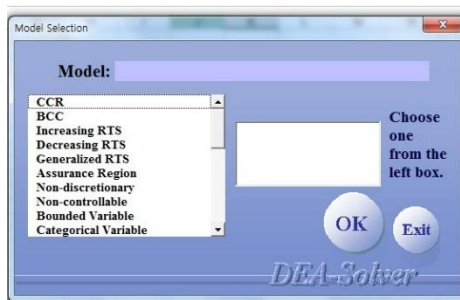 Model Selection
Model:
CCR
BCC
Increasing RTS
Decreasing RTS
Generalized RTS
Assurance Region
Non-discretionary
Non-controllable
Bounded Variable
Categorical Variable
Choose
one
from the
left box.
OK
Exit
DEA-Solver